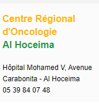 Centre Régional
d'Oncologie
Al Hoceima
Hôpital Mohamed V, Avenue
Carabonita - Al Hoceima
05 39 84 07 48